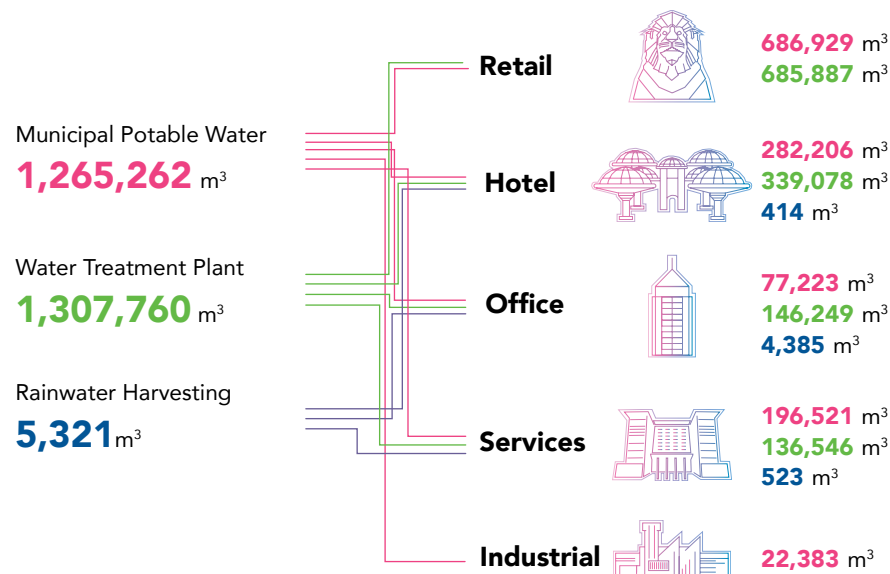 Municipal Potable Water
1,265,262 m³
Water Treatment Plant
1,307,760 m³
Rainwater Harvesting
5,321 m³
Retail
686,929 m³
685,887 m³
Hotel
282,206 m³
339,078 m³
414 m³
Office
77,223 m³
146,249 m³
4,385 m³
Services
196,521 m³
136,546 m³
523 m³
Industrial
22,383 m³